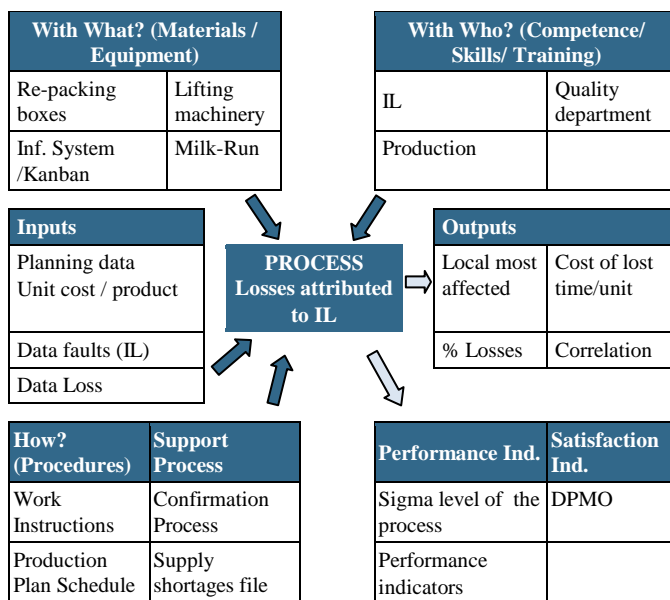 With What? (Materials /
Equipment)
Re-packing
boxes
Lifting
machinery
Inf. System
/Kanban
Milk-Run
With Who? (Competence/
Skills/ Training)
IL
Quality
department
Production
Inputs
Planning data
Unit cost / product
Data faults (IL)
Data Loss
PROCESS
Losses attributed
to IL
Outputs
Local most
affected
Cost of lost
time/unit
% Losses
Correlation
How?
(Procedures)
Support
Process
Work
Instructions
Confirmation
Process
Production
Plan Schedule
Supply
shortages file
Performance Ind.
Satisfaction
Ind.
Sigma level of the
process
DPMO
Performance
indicators